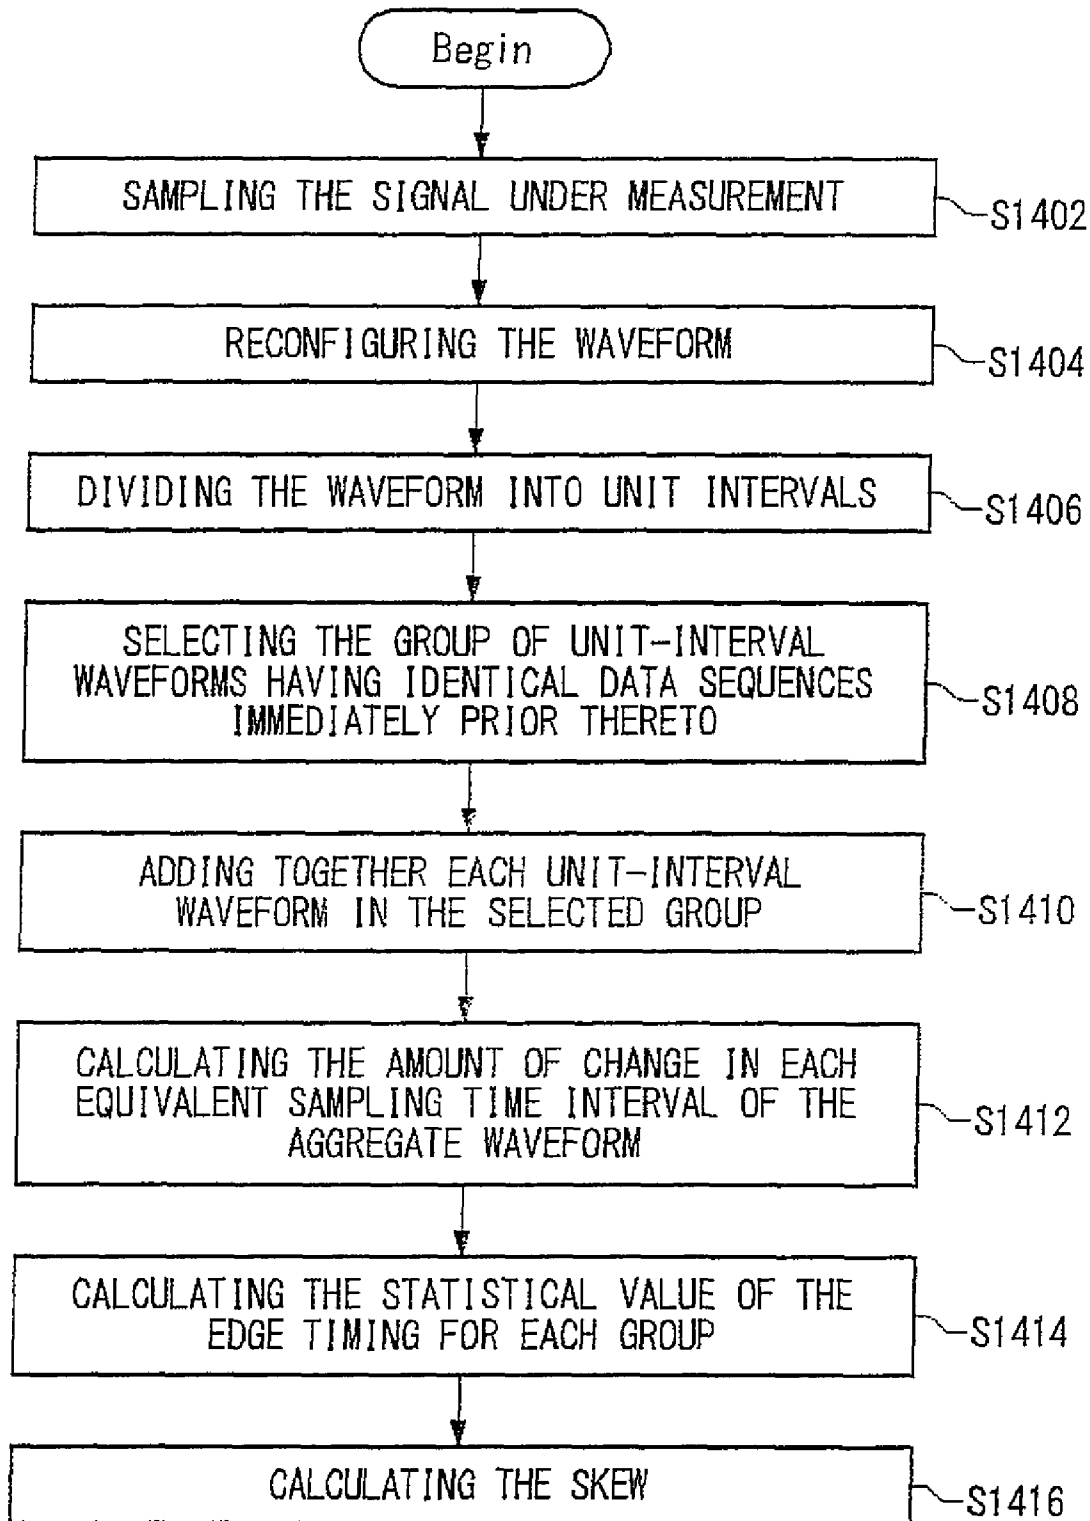 Begin
SAMPLING THE SIGNAL UNDER MEASUREMENT
S1402
RECONFIGURING THE WAVEFORM
S1404
DIVIDING THE WAVEFORM INTO UNIT INTERVALS
S1406
SELECTING THE GROUP OF UNIT-INTERVAL
WAVEFORMS HAVING IDENTICAL DATA SEQUENCES
IMMEDIATELY PRIOR THERETO
S1408
ADDING TOGETHER EACH UNIT-INTERVAL
WAVEFORM IN THE SELECTED GROUP
S1410
CALCULATING THE AMOUNT OF CHANGE IN EACH
EQUIVALENT SAMPLING TIME INTERVAL OF THE
AGGREGATE WAVEFORM
S1412
CALCULATING THE STATISTICAL VALUE OF THE
EDGE TIMING FOR EACH GROUP
S1414
CALCULATING THE SKEW
S1416